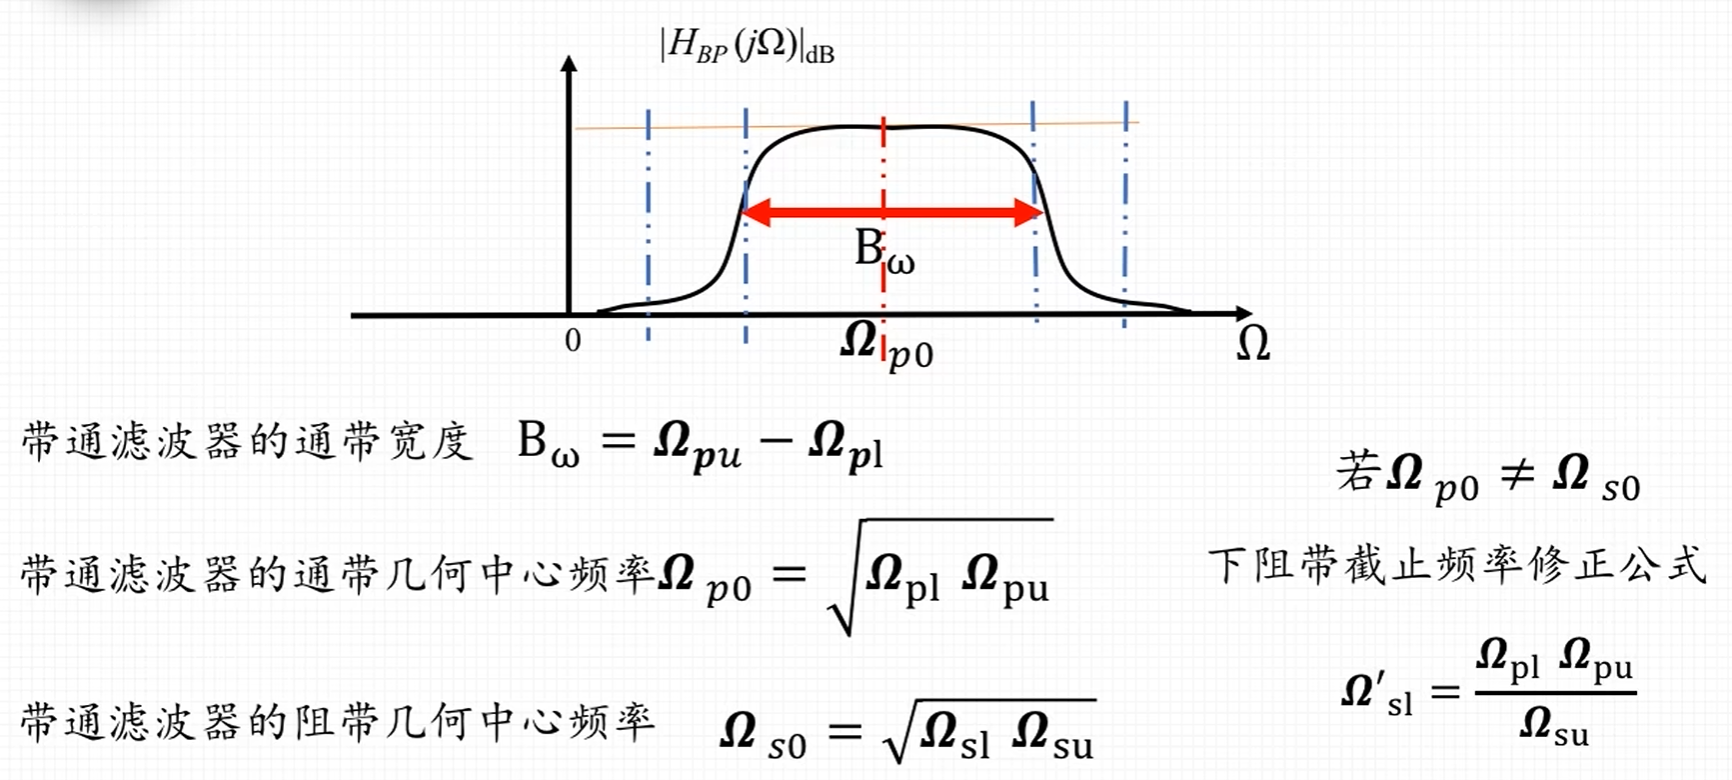 |H_BP (jΩ)|_dB
B_ω
0
Ω_p0
Ω
带通滤波器的通带宽度 B_ω = Ω_pu − Ω_pl
若Ω_p0 ≠ Ω_s0
带通滤波器的通带几何中心频率Ω_p0 = √(Ω_pl Ω_pu)
下阻带截止频率修正公式
Ω′_sl = (Ω_pl Ω_pu)/Ω_su
带通滤波器的阻带几何中心频率 Ω_s0 = √(Ω_sl Ω_su)